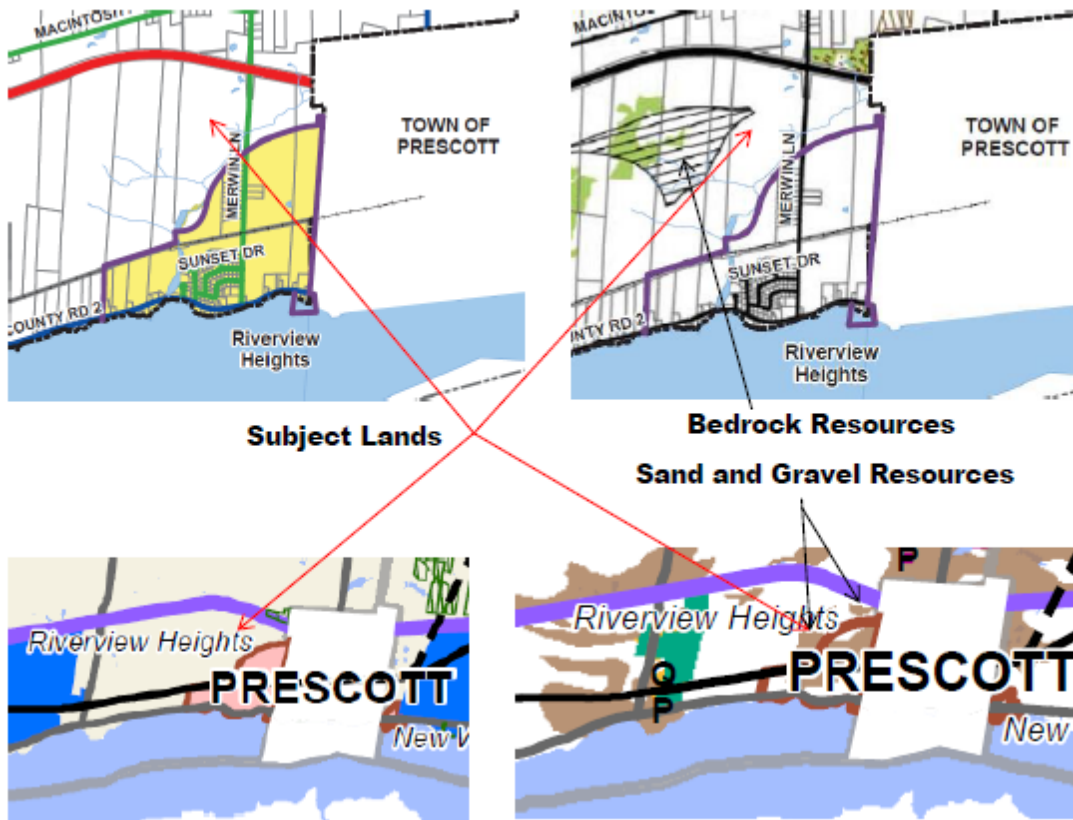 MACINTOSH
TOWN OF
PRESCOTT
MERWIN LN
SUNSET DR
COUNTY RD 2
Riverview
Heights
MACINTOSH
TOWN OF
PRESCOTT
MERWIN LN
SUNSET DR
NTY RD 2
Riverview
Heights
Subject Lands
Bedrock Resources
Sand and Gravel Resources
Riverview Heights
PRESCOTT
New
P
Riverview Heights
Q
P
PRESCOTT
New